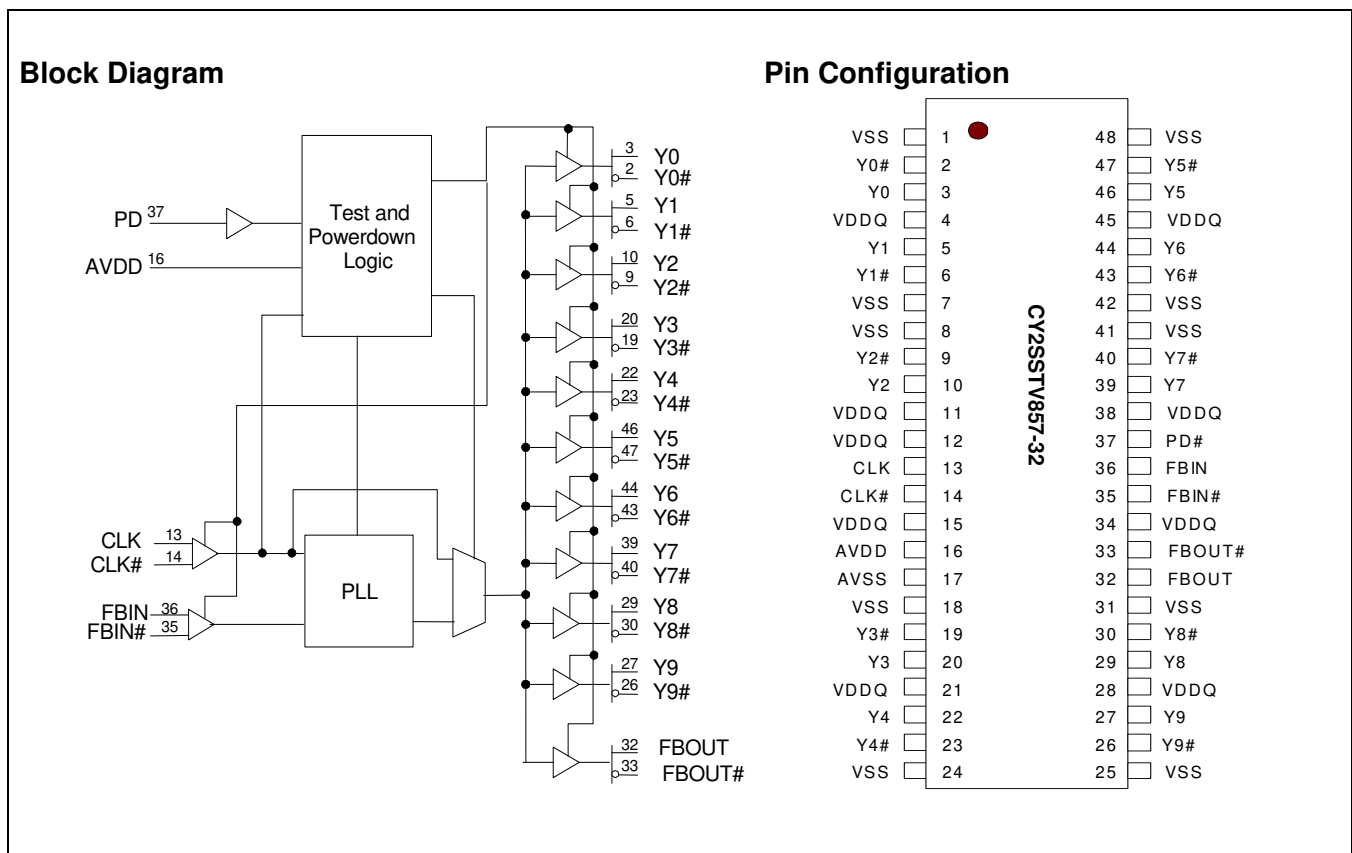 Block Diagram
Test and
Powerdown
Logic
PD 37
AVDD 16
CLK 13
CLK# 14
FBIN 36
FBIN# 35
PLL
3 Y0
2 Y0#
5 Y1
6 Y1#
10 Y2
9 Y2#
20 Y3
19 Y3#
22 Y4
23 Y4#
46 Y5
47 Y5#
44 Y6
43 Y6#
39 Y7
40 Y7#
29 Y8
30 Y8#
27 Y9
26 Y9#
32 FBOUT
33 FBOUT#
Pin Configuration
CY2SSTV857-32
VSS 1 48 VSS
Y0# 2 47 Y5#
Y0 3 46 Y5
VDDQ 4 45 VDDQ
Y1 5 44 Y6
Y1# 6 43 Y6#
VSS 7 42 VSS
VSS 8 41 VSS
Y2# 9 40 Y7#
Y2 10 39 Y7
VDDQ 11 38 VDDQ
VDDQ 12 37 PD#
CLK 13 36 FBIN
CLK# 14 35 FBIN#
VDDQ 15 34 VDDQ
AVDD 16 33 FBOUT#
AVSS 17 32 FBOUT
VSS 18 31 VSS
Y3# 19 30 Y8#
Y3 20 29 Y8
VDDQ 21 28 VDDQ
Y4 22 27 Y9
Y4# 23 26 Y9#
VSS 24 25 VSS